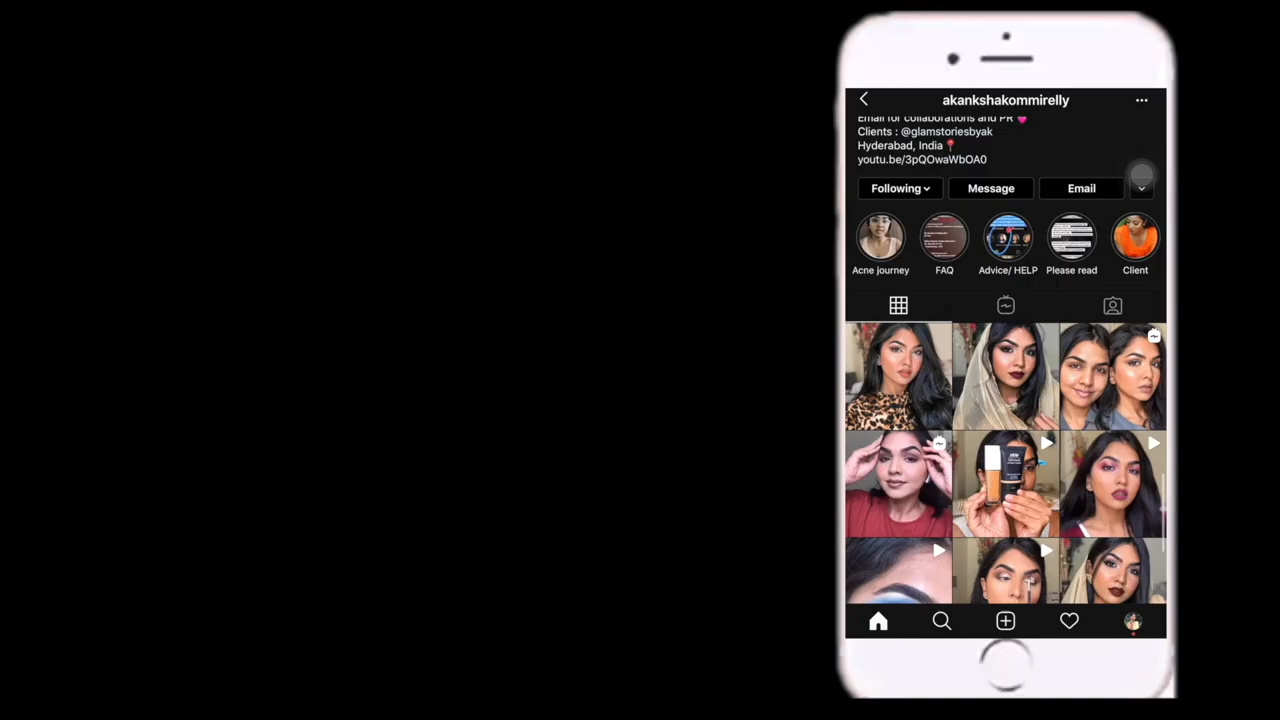 akankshakommirelly
Email for collaborations and PR
Clients : @glamstoriesbyak
Hyderabad, India
youtu.be/3pQOwaWbOA0
Following Message Email
Acne journey FAQ Advice/ HELP Please read Client